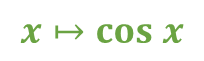 x ↦ cos x